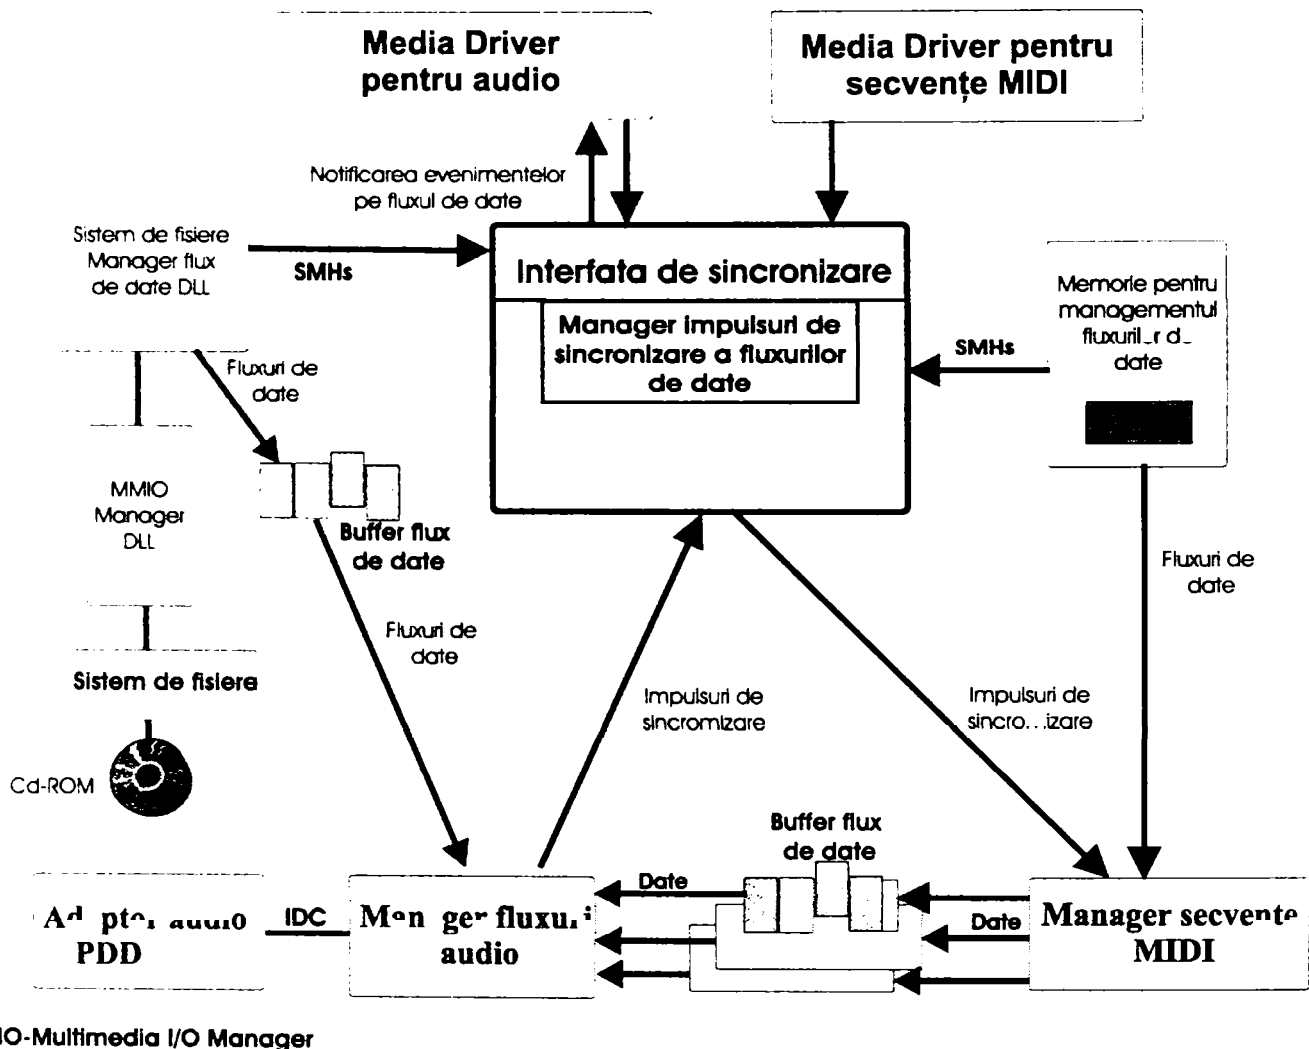 Media Driver
pentru audio
Media Driver pentru
secvențe MIDI
Notificarea evenimentelor
pe fluxul de date
Sistem de fisiere
Manager flux
de date DLL
SMHs
Interfata de sincronizare
Manager impulsuri de
sincronizare a fluxurilor
de date
SMHs
Memorie pentru
managementul
date
Fluxuri de
date
MMIO
Manager
DLL
Buffer flux
de date
Fluxuri de
date
Fluxuri de
date
Sistem de fisiere
Impulsuri de
sincromizare
Impulsuri de
Cd-ROM
Buffer flux
de date
Date
Date
PDD
IDC
audio
Manager secvente
MIDI
IO-Multimedia I/O Manager